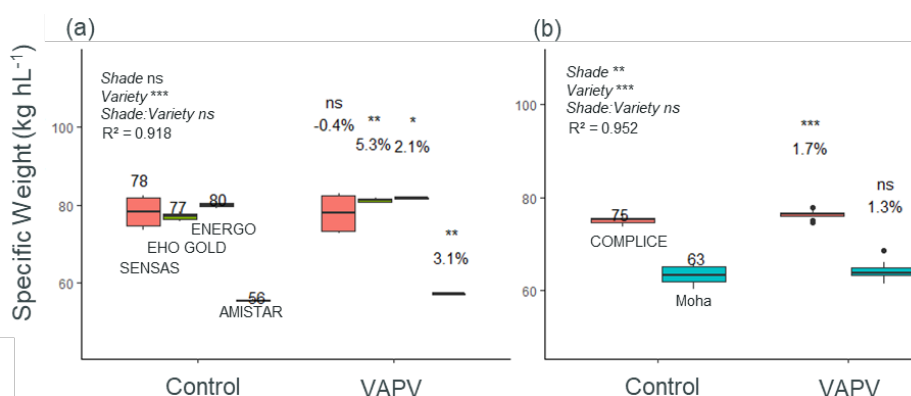 Specific Weight (kg hL⁻¹)
(a)
Shade ns
Variety ***
Shade:Variety ns
R² = 0.918
100
80
60
78
77
80
ENERGO
EHO GOLD
SENSAS
56
AMISTAR
ns
-0.4%
**
5.3%
*
2.1%
**
3.1%
Control
VAPV
(b)
Shade **
Variety ***
Shade:Variety ns
R² = 0.952
100
80
60
75
COMPLICE
63
Moha
***
1.7%
ns
1.3%
Control
VAPV